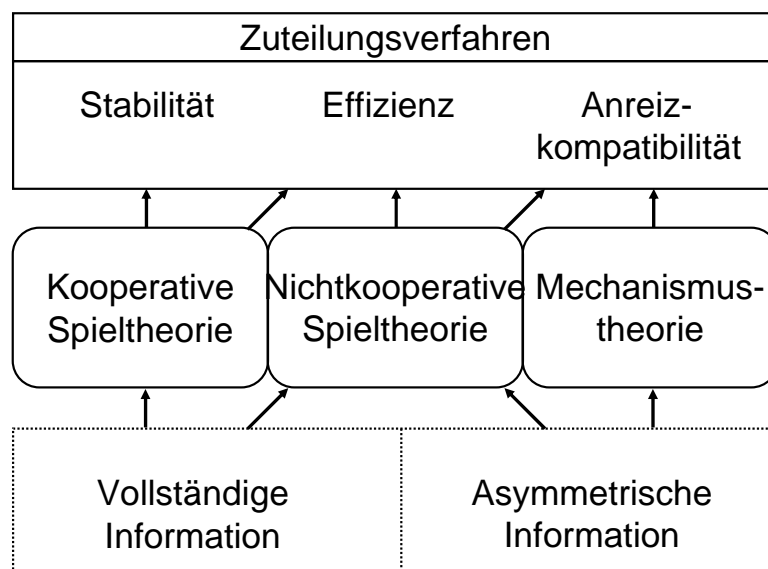 Zuteilungsverfahren
Stabilität
Effizienz
Anreiz-
kompatibilität
Kooperative
Spieltheorie
Nichtkooperative
Spieltheorie
Mechanismus-
theorie
Vollständige
Information
Asymmetrische
Information